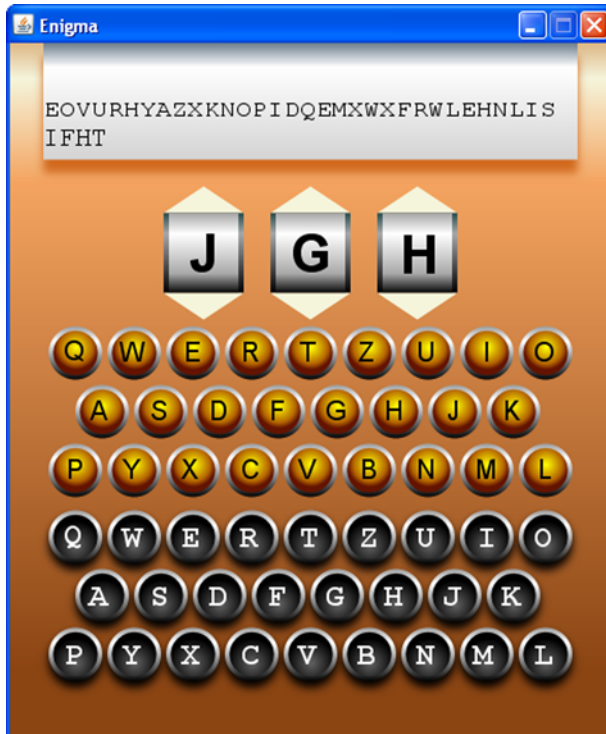 Enigma
EOVURHYAZXKNOPIDQEMXWXFRWLEHNLIS
IFHT
J G H
Q W E R T Z U I O
A S D F G H J K
P Y X C V B N M L
Q W E R T Z U I O
A S D F G H J K
P Y X C V B N M L